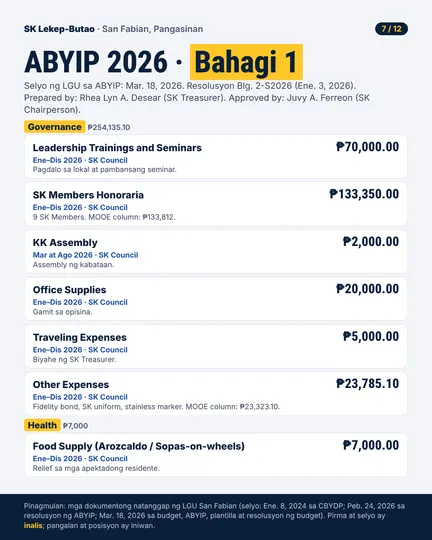 SK Lekep-Butao · San Fabian, Pangasinan
7 / 12
ABYIP 2026 · Bahagi 1
Selyo ng LGU sa ABYIP: Mar. 18, 2026. Resolusyon Blg. 2-S2026 (Ene. 3, 2026).
Prepared by: Rhea Lyn A. Desear (SK Treasurer). Approved by: Juvy A. Ferreon (SK
Chairperson).
Governance ₱254,135.10
Leadership Trainings and Seminars ₱70,000.00
Ene–Dis 2026 · SK Council
Pagdalo sa lokal at pambansang seminar.
SK Members Honoraria ₱133,350.00
Ene–Dis 2026 · SK Council
9 SK Members. MOOE column: ₱133,812.
KK Assembly ₱2,000.00
Mar at Ago 2026 · SK Council
Assembly ng kabataan.
Office Supplies ₱20,000.00
Ene–Dis 2026 · SK Council
Gamit sa opisina.
Traveling Expenses ₱5,000.00
Ene–Dis 2026 · SK Council
Biyahe ng SK Treasurer.
Other Expenses ₱23,785.10
Ene–Dis 2026 · SK Council
Fidelity bond, SK uniform, stainless marker. MOOE column: ₱23,323.10.
Health ₱7,000
Food Supply (Arozcaldo / Sopas-on-wheels) ₱7,000.00
Ene–Dis 2026 · SK Council
Relief sa mga apektadong residente.
Pinagmulan: mga dokumentong natanggap ng LGU San Fabian (selyo: Ene. 8, 2024 sa CBYDP; Peb. 24, 2026 sa
resolusyon ng ABYIP; Mar. 18, 2026 sa budget, ABYIP, plantilla at resolusyon ng budget). Pirma at selyo ay
inalis; pangalan at posisyon ay iniwan.